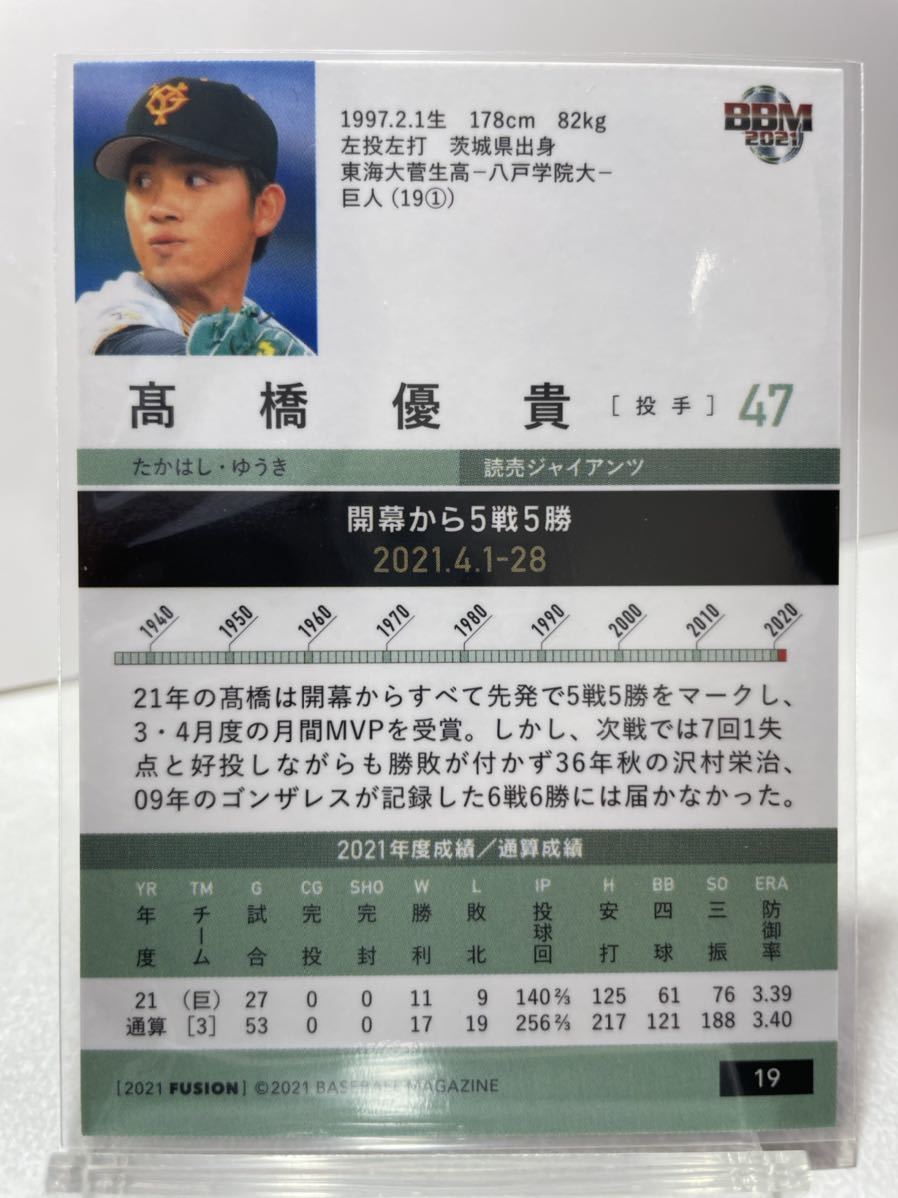 1997.2.1生 178cm 82kg
左投左打 茨城県出身
東海大菅生高−八戸学院大−
巨人(19①)
BBM
2021
髙橋優貴 [投手] 47
たかはし・ゆうき 読売ジャイアンツ
開幕から5戦5勝
2021.4.1-28
1940 1950 1960 1970 1980 1990 2000 2010 2020
21年の髙橋は開幕からすべて先発で5戦5勝をマークし、
3・4月度の月間MVPを受賞。しかし、次戦では7回1失
点と好投しながらも勝敗が付かず36年秋の沢村栄治、
09年のゴンザレスが記録した6戦6勝には届かなかった。
2021年度成績／通算成績
YR TM G CG SHO W L IP H BB SO ERA
年度 チーム 試合 完投 完封 勝利 敗北 投球回 安打 四球 三振 防御率
21 (巨) 27 0 0 11 9 140⅔ 125 61 76 3.39
通算 [3] 53 0 0 17 19 256⅔ 217 121 188 3.40
[2021 FUSION] ©2021 BASEBALL MAGAZINE 19